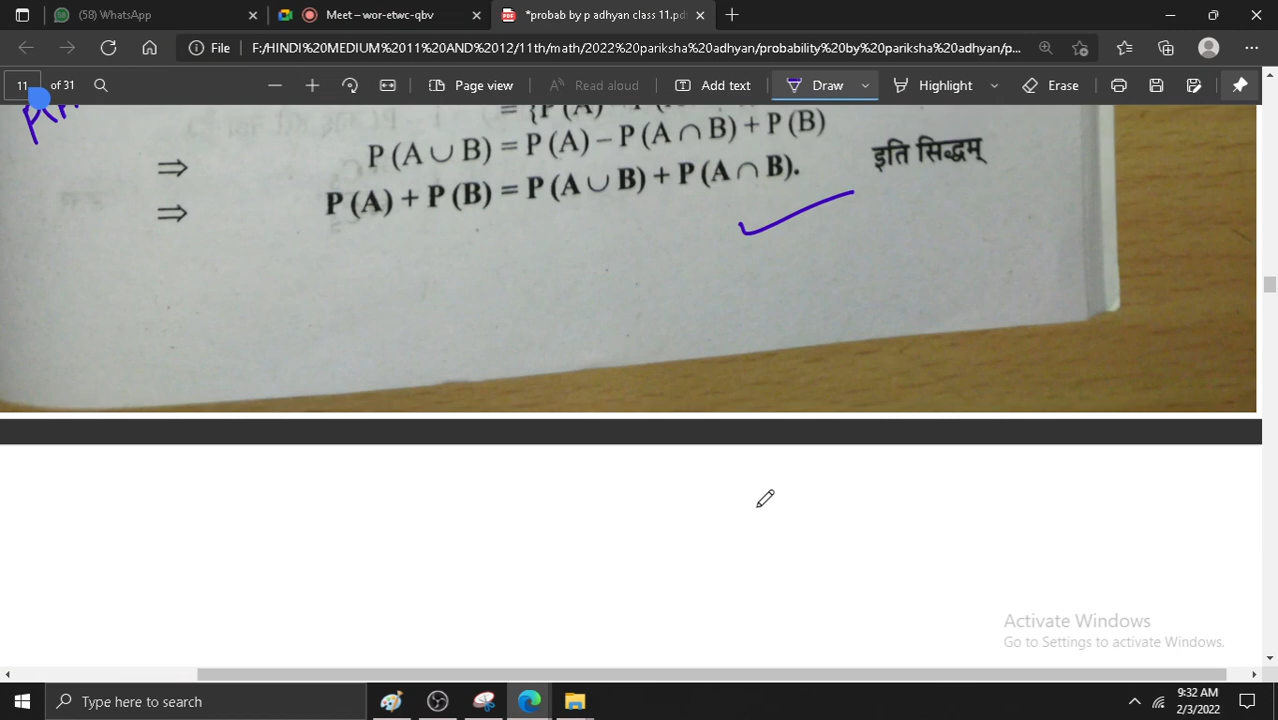 (58) WhatsApp
Meet – wor-etwc-qbv
*probab by p adhyan class 11.pd
File
F:/HINDI%20MEDIUM%2011%20AND%2012/11th/math/2022%20pariksha%20adhyan/probability%20by%20pariksha%20adhyan/p...
11 of 31
Page view
Read aloud
Add text
Draw
Highlight
Erase
⇒ P (A ∪ B) = P (A) – P (A ∩ B) + P (B)
⇒ P (A) + P (B) = P (A ∪ B) + P (A ∩ B). इति सिद्धम्
Activate Windows
Go to Settings to activate Windows.
Type here to search
9:32 AM
2/3/2022